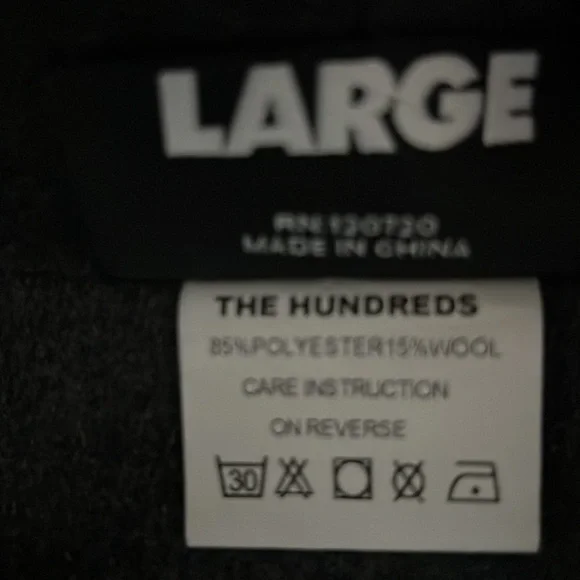 LARGE
RN:120720
MADE IN CHINA
THE HUNDREDS
85%POLYESTER15%WOOL
CARE INSTRUCTION
ON REVERSE
30